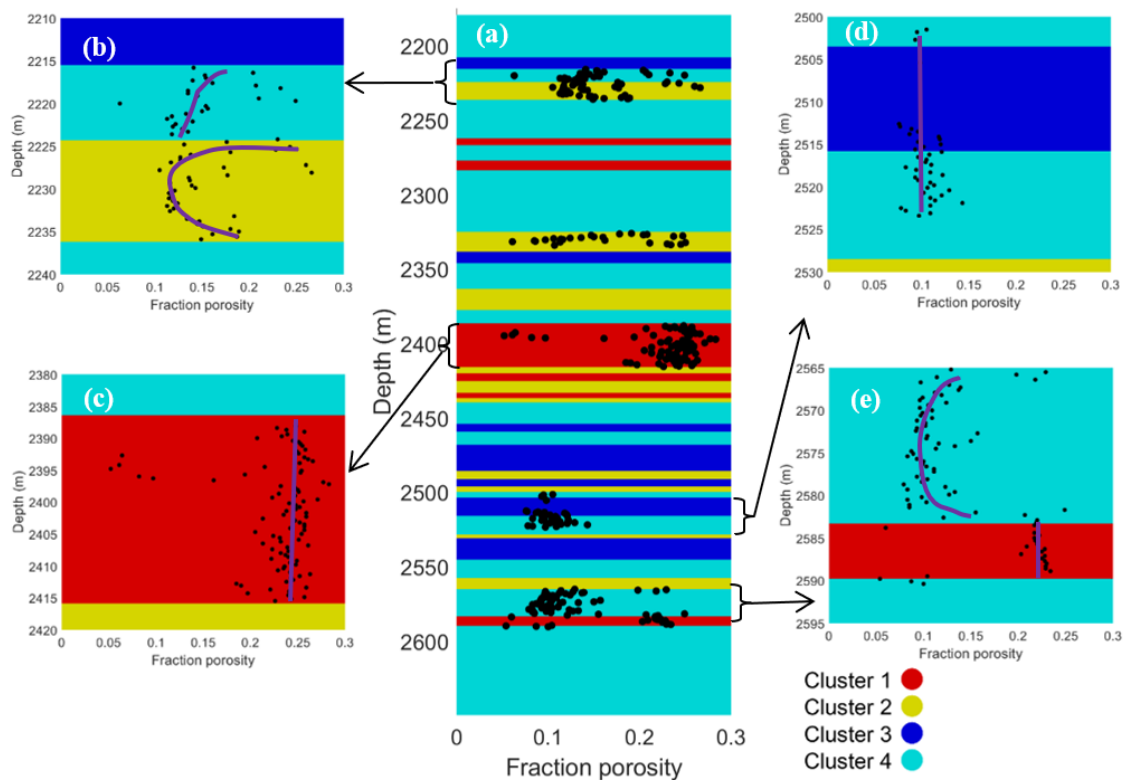 (b)
2210
2215
2220
2225
2230
2235
2240
Depth (m)
0 0.05 0.1 0.15 0.2 0.25 0.3
Fraction porosity
(a)
2200
2250
2300
2350
2400
2450
2500
2550
2600
Depth (m)
0 0.1 0.2 0.3
Fraction porosity
(d)
2500
2505
2510
2515
2520
2525
2530
Depth (m)
0 0.05 0.1 0.15 0.2 0.25 0.3
Fraction porosity
(c)
2380
2385
2390
2395
2400
2405
2410
2415
2420
Depth (m)
0 0.05 0.1 0.15 0.2 0.25 0.3
Fraction porosity
(e)
2565
2570
2575
2580
2585
2590
2595
Depth (m)
0 0.05 0.1 0.15 0.2 0.25 0.3
Fraction porosity
Cluster 1
Cluster 2
Cluster 3
Cluster 4